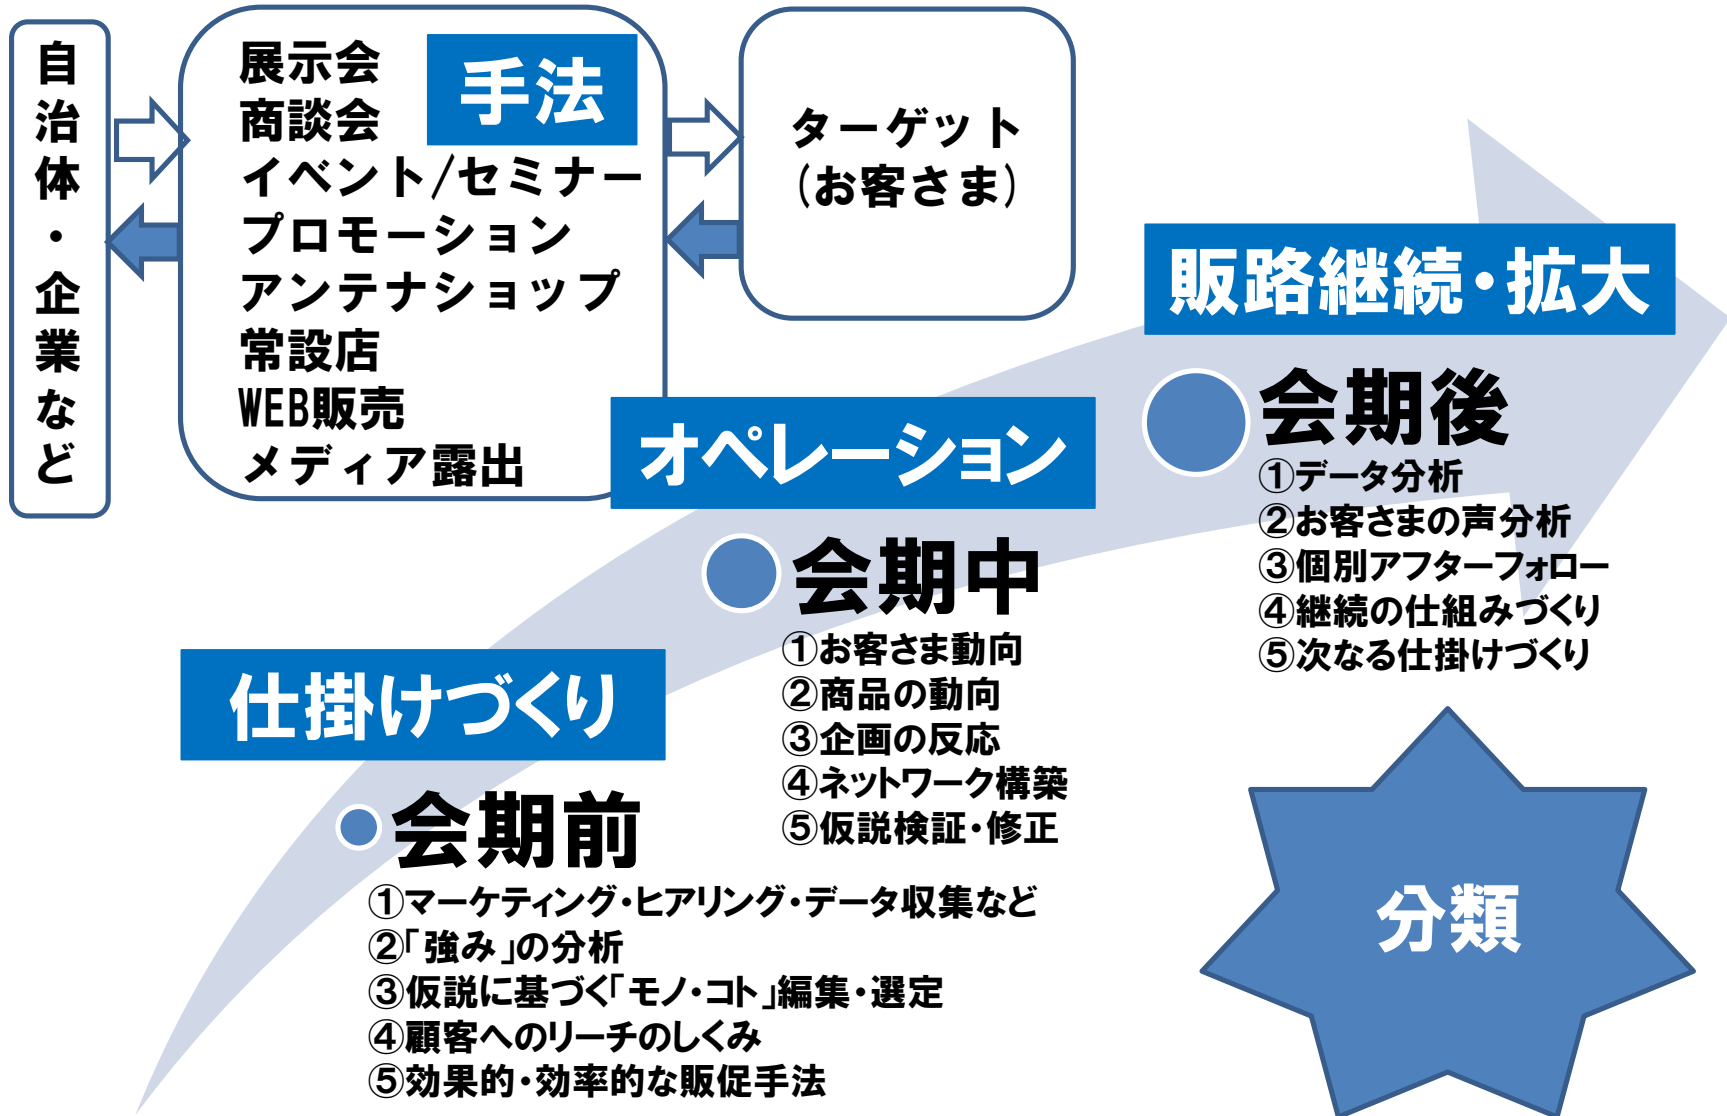 自治体・企業など
手法
展示会
商談会
イベント/セミナー
プロモーション
アンテナショップ
常設店
WEB販売
メディア露出
ターゲット
(お客さま)
販路継続・拡大
会期後
①データ分析
②お客さまの声分析
③個別アフターフォロー
④継続の仕組みづくり
⑤次なる仕掛けづくり
オペレーション
会期中
①お客さま動向
②商品の動向
③企画の反応
④ネットワーク構築
⑤仮説検証・修正
仕掛けづくり
会期前
①マーケティング・ヒアリング・データ収集など
②「強み」の分析
③仮説に基づく「モノ・コト」編集・選定
④顧客へのリーチのしくみ
⑤効果的・効率的な販促手法
分類